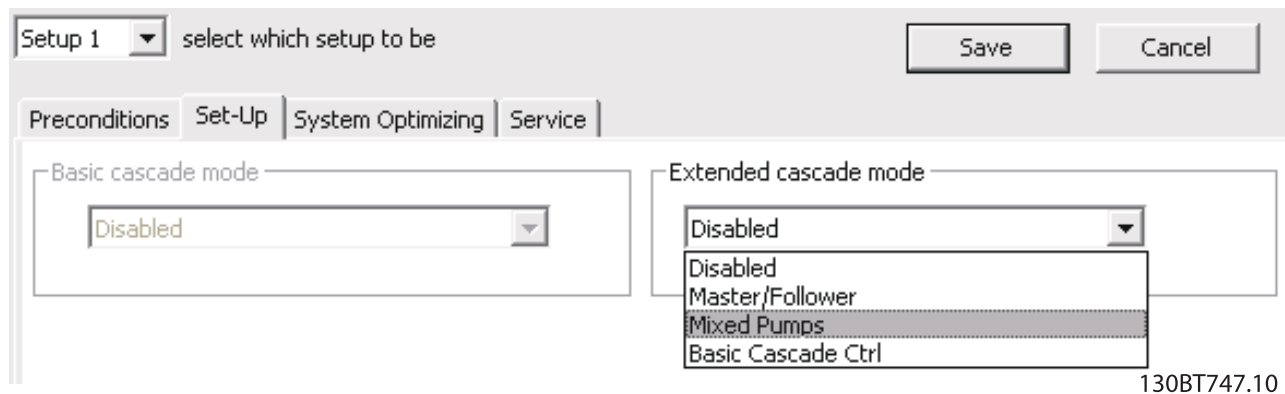 Setup 1 select which setup to be Save Cancel
Preconditions Set-Up System Optimizing Service
Basic cascade mode Extended cascade mode
Disabled Disabled
Disabled
Master/Follower
Mixed Pumps
Basic Cascade Ctrl
130BT747.10